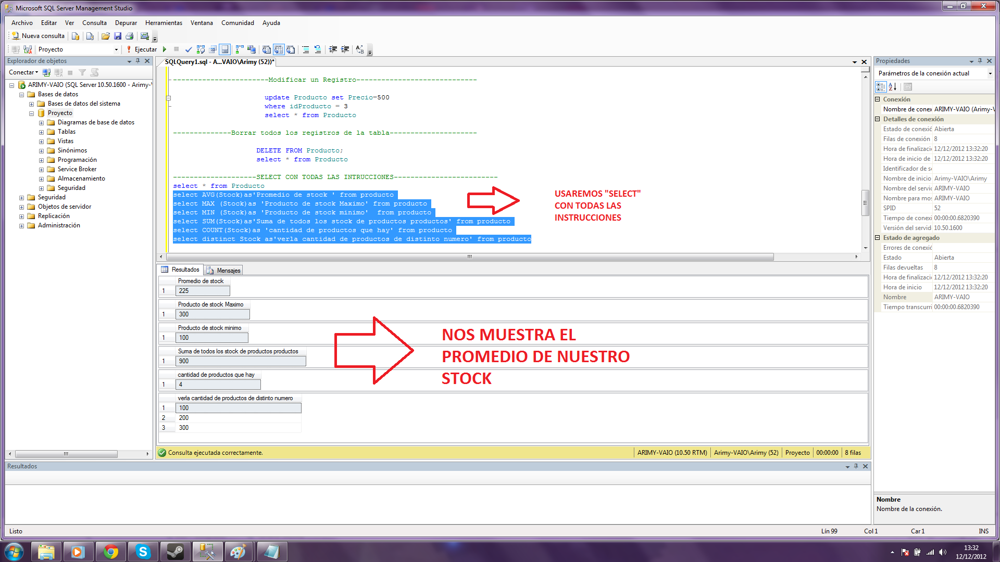 Microsoft SQL Server Management Studio
Archivo Editar Ver Consulta Depurar Herramientas Ventana Comunidad Ayuda
Nueva consulta
Proyecto Ejecutar
Explorador de objetos
Conectar
ARIMY-VAIO (SQL Server 10.50.1600 - Arimy-V
Bases de datos
Bases de datos del sistema
Proyecto
Diagramas de base de datos
Tablas
Vistas
Sinónimos
Programación
Service Broker
Almacenamiento
Seguridad
Seguridad
Objetos de servidor
Replicación
Administración
SQLQuery1.sql - A...VAIO\Arimy (52))*
-----------------------Modificar un Registro-----------------------------
update Producto set Precio=500
where idProducto = 3
select * from Producto
--------------Borrar todos los registros de la tabla---------------------
DELETE FROM Producto;
select * from Producto
--------------------SELECT CON TODAS LAS INTRUCCIONES-------------------------
select * from Producto
select AVG(Stock)as'Promedio de stock ' from producto
select MAX (Stock)as 'Producto de stock Maximo' from producto
select MIN (Stock)as 'Producto de stock minimo'  from producto
select SUM(Stock)as'Suma de todos los stock de productos productos' from producto
select COUNT(Stock)as 'cantidad de productos que hay' from producto
select distinct Stock as'verla cantidad de productos de distinto numero' from producto
USAREMOS "SELECT"
CON TODAS LAS
INSTRUCCIONES
Resultados Mensajes
Promedio de stock
1 225
Producto de stock Maximo
1 300
Producto de stock minimo
1 100
Suma de todos los stock de productos productos
1 900
cantidad de productos que hay
1 4
verla cantidad de productos de distinto numero
1 100
2 200
3 300
NOS MUESTRA EL
PROMEDIO DE NUESTRO
STOCK
Consulta ejecutada correctamente. ARIMY-VAIO (10.50 RTM) Arimy-VAIO\Arimy (52) Proyecto 00:00:00 8 filas
Resultados
Propiedades
Parámetros de la conexión actual
Conexión
Nombre de conex ARIMY-VAIO (Arimy-V
Detalles de conexión
Estado de conexió Abierta
Filas de conexión 8
Hora de finalizació 12/12/2012 13:32:20
Hora de inicio de 12/12/2012 13:32:20
Identificador de se
Nombre de inicio Arimy-VAIO\Arimy
Nombre del servid ARIMY-VAIO
Nombre para mos ARIMY-VAIO
SPID 52
Tiempo de conexi 00:00:00.6820390
Versión del servid 10.50.1600
Estado de agregado
Errores de conexió
Estado Abierta
Filas devueltas 8
Hora de finalizació 12/12/2012 13:32:20
Hora de inicio 12/12/2012 13:32:20
Nombre ARIMY-VAIO
Tiempo transcurri 00:00:00.6820390
Nombre
Nombre de la conexión.
Listo Lín 99 Col 1 Car 1 INS
13:32
12/12/2012